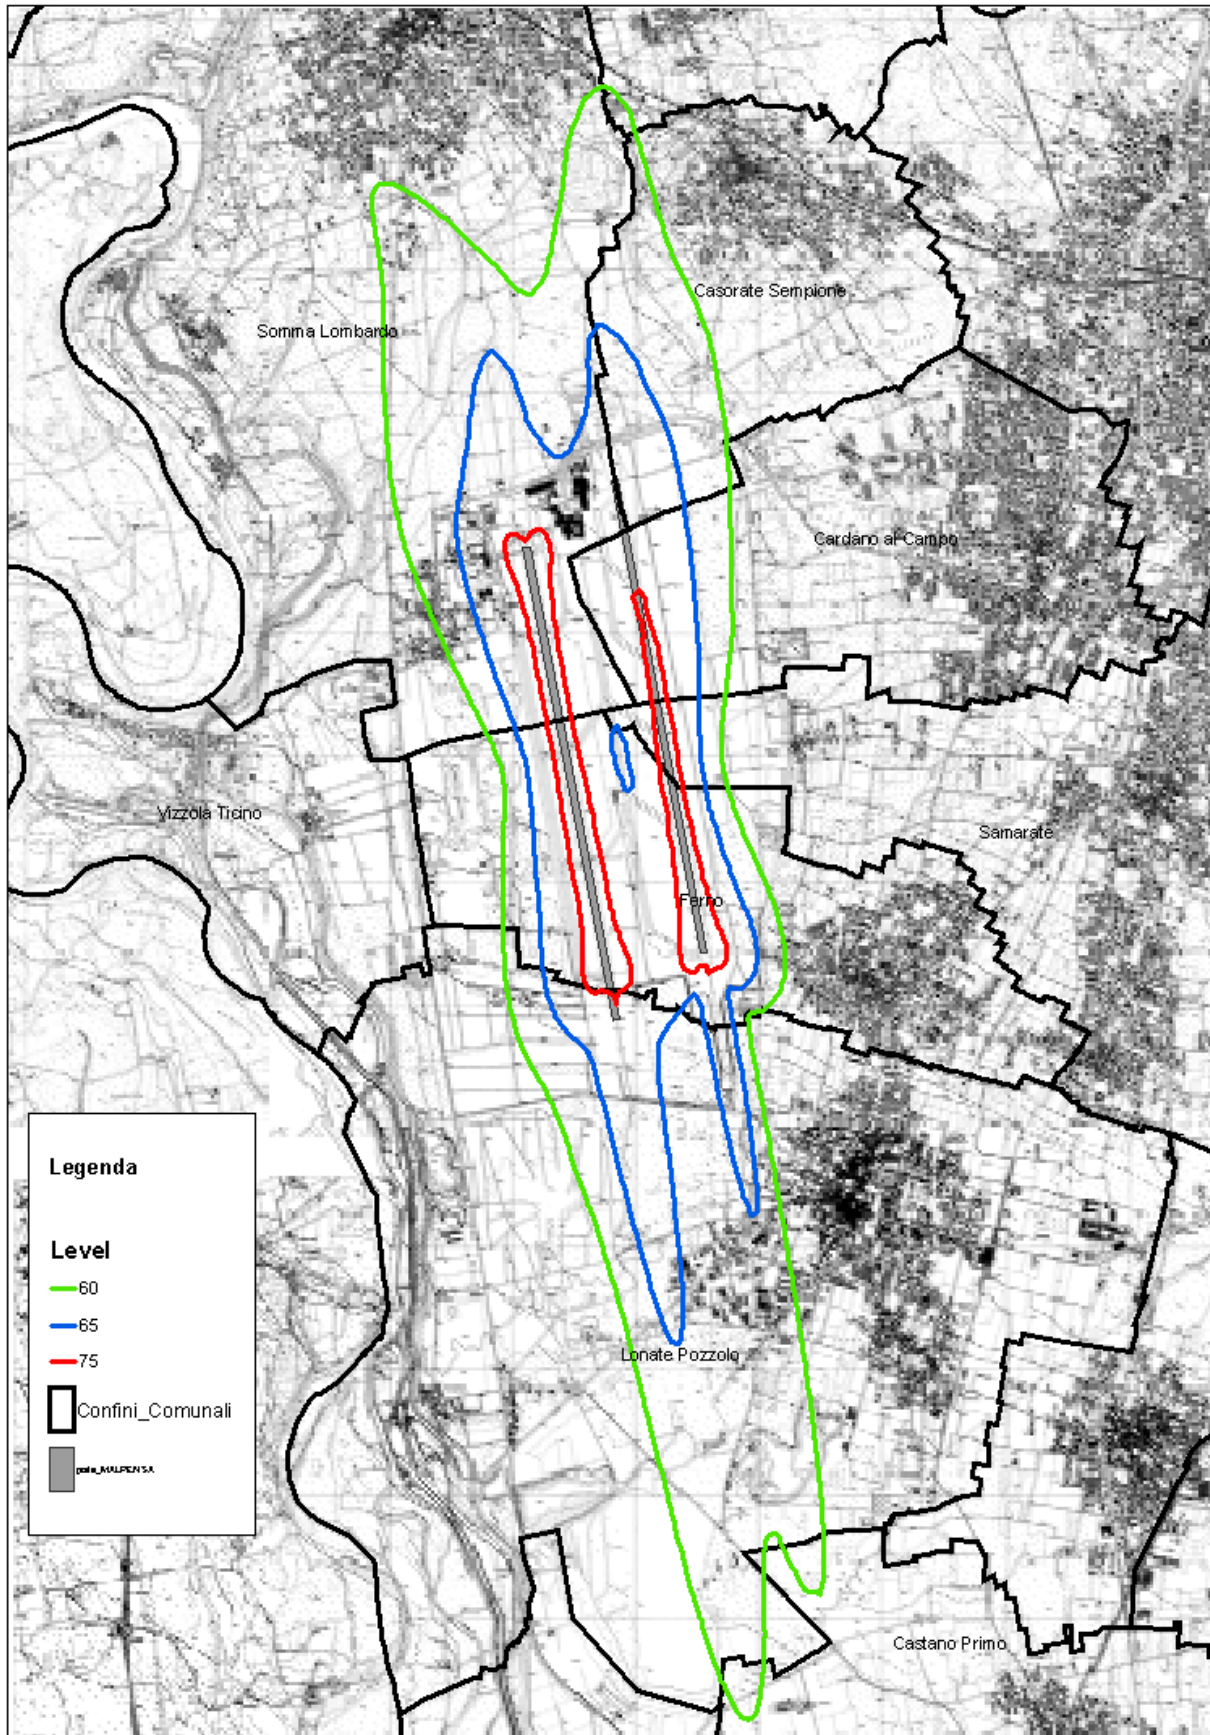 Casorate Sempione
Somma Lombardo
Cardano al Campo
Vizzola Ticino
Samarate
Ferno
Legenda
Level
60
65
75
Confini_Comunali
piste_MALPENSA
Lonate Pozzolo
Castano Primo